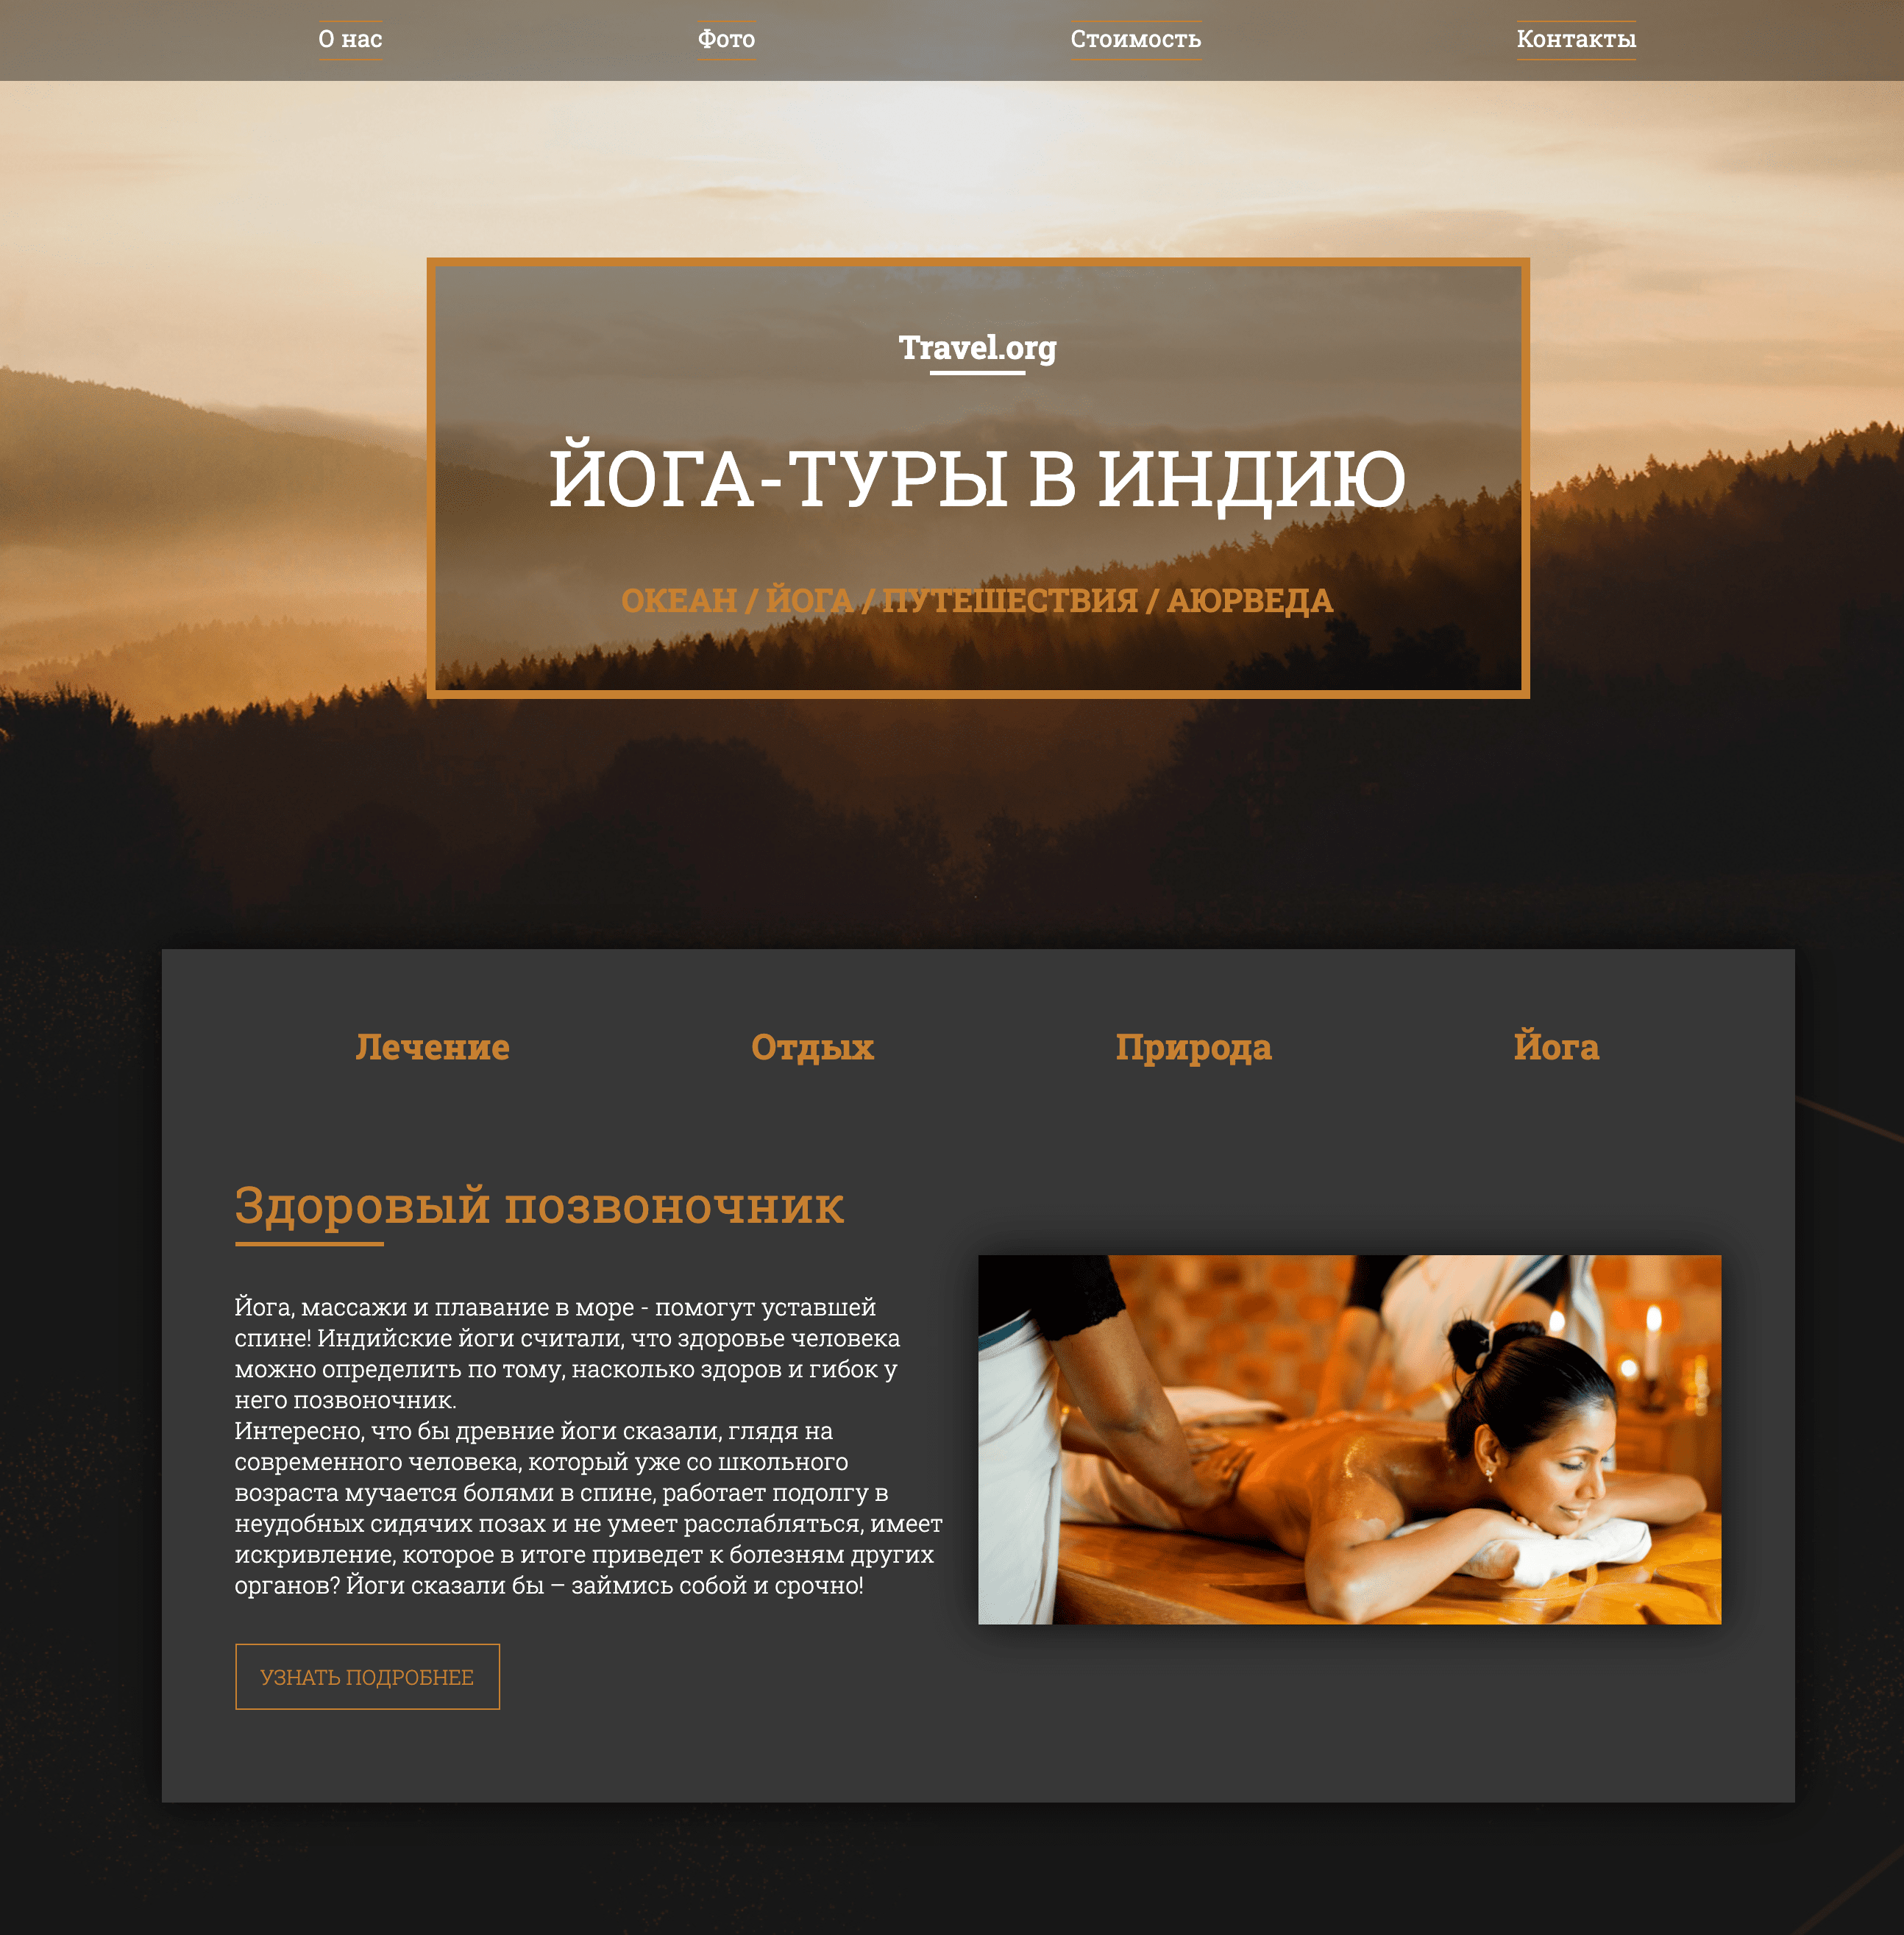 О нас
Фото
Стоимость
Контакты
Travel.org
ЙОГА-ТУРЫ В ИНДИЮ
ОКЕАН / ЙОГА / ПУТЕШЕСТВИЯ / АЮРВЕДА
Лечение
Отдых
Природа
Йога
Здоровый позвоночник
Йога, массажи и плавание в море - помогут уставшей
спине! Индийские йоги считали, что здоровье человека
можно определить по тому, насколько здоров и гибок у
него позвоночник.
Интересно, что бы древние йоги сказали, глядя на
современного человека, который уже со школьного
возраста мучается болями в спине, работает подолгу в
неудобных сидячих позах и не умеет расслабляться, имеет
искривление, которое в итоге приведет к болезням других
органов? Йоги сказали бы – займись собой и срочно!
УЗНАТЬ ПОДРОБНЕЕ